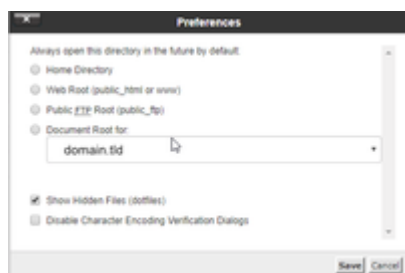 Preferences
Always open this directory in the future by default:
Home Directory
Web Root (public_html or www)
Public FTP Root (public_ftp)
Document Root for:
domain.tld
Show Hidden Files (dotfiles)
Disable Character Encoding Verification Dialogs
Save Cancel